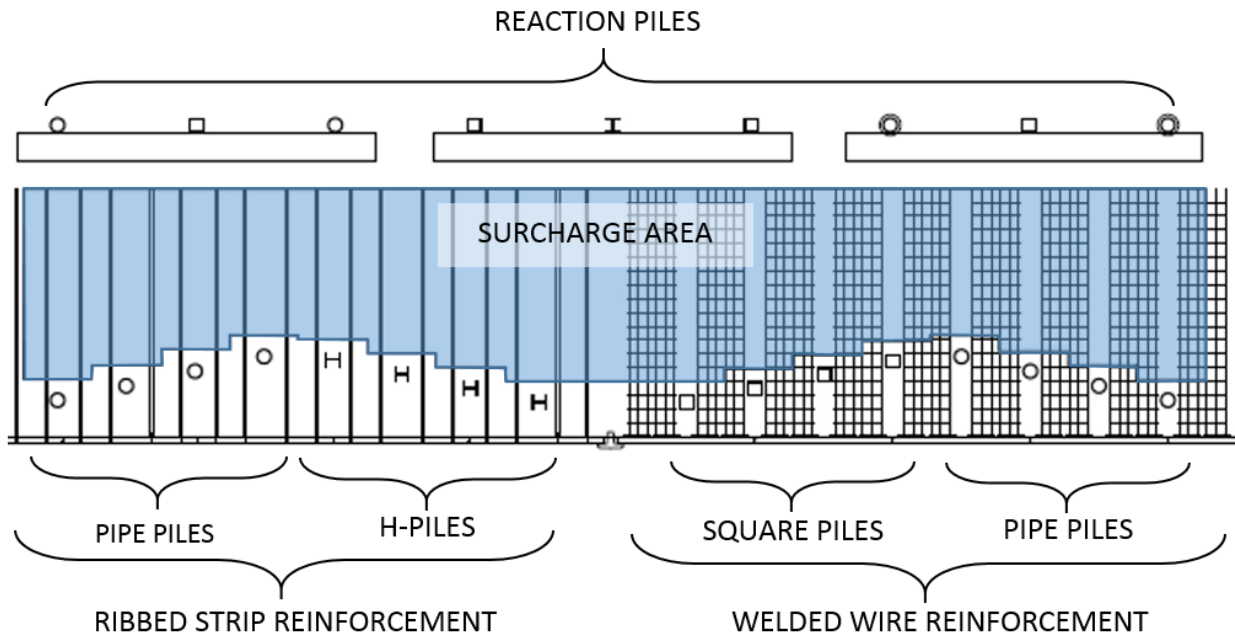 REACTION PILES
SURCHARGE AREA
PIPE PILES
H-PILES
SQUARE PILES
PIPE PILES
RIBBED STRIP REINFORCEMENT
WELDED WIRE REINFORCEMENT